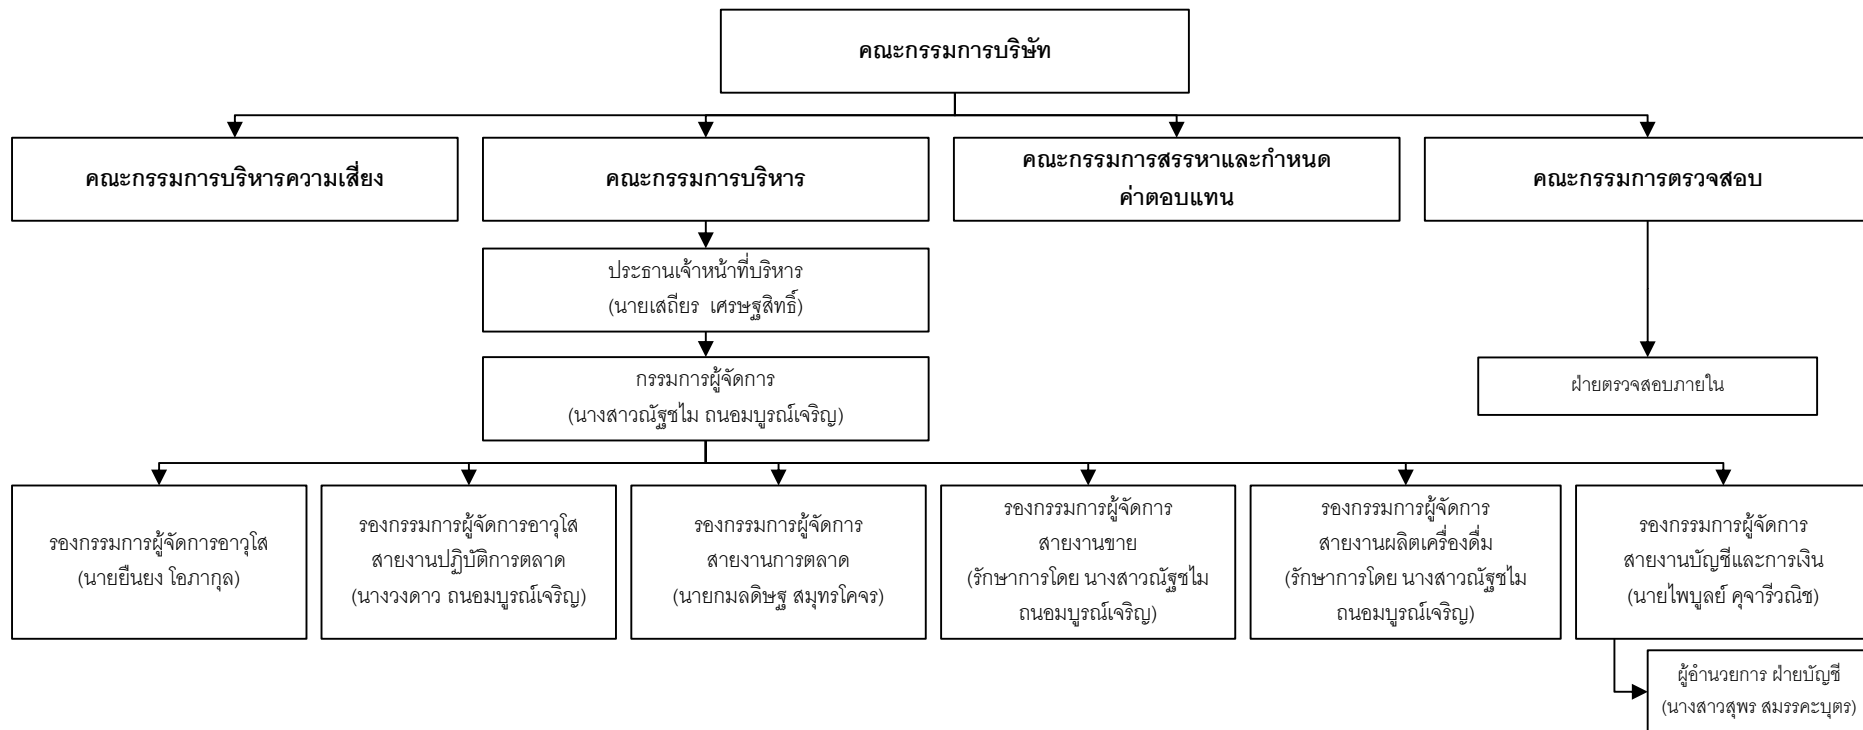 คณะกรรมการบริษัท
คณะกรรมการบริหารความเสี่ยง
คณะกรรมการบริหาร
คณะกรรมการสรรหาและกำหนด
ค่าตอบแทน
คณะกรรมการตรวจสอบ
ประธานเจ้าหน้าที่บริหาร
(นายเสถียร เศรษฐสิทธิ์)
กรรมการผู้จัดการ
(นางสาวณัฐชไม ถนอมบูรณ์เจริญ)
ฝ่ายตรวจสอบภายใน
รองกรรมการผู้จัดการอาวุโส
(นายยืนยง โอภากุล)
รองกรรมการผู้จัดการอาวุโส
สายงานปฏิบัติการตลาด
(นางวงดาว ถนอมบูรณ์เจริญ)
รองกรรมการผู้จัดการ
สายงานการตลาด
(นายกมลดิษฐ สมุทรโคจร)
รองกรรมการผู้จัดการ
สายงานขาย
(รักษาการโดย นางสาวณัฐชไม
ถนอมบูรณ์เจริญ)
รองกรรมการผู้จัดการ
สายงานผลิตเครื่องดื่ม
(รักษาการโดย นางสาวณัฐชไม
ถนอมบูรณ์เจริญ)
รองกรรมการผู้จัดการ
สายงานบัญชีและการเงิน
(นายไพบูลย์ คุจารีวณิช)
ผู้อำนวยการ ฝ่ายบัญชี
(นางสาวสุพร สมรรคะบุตร)